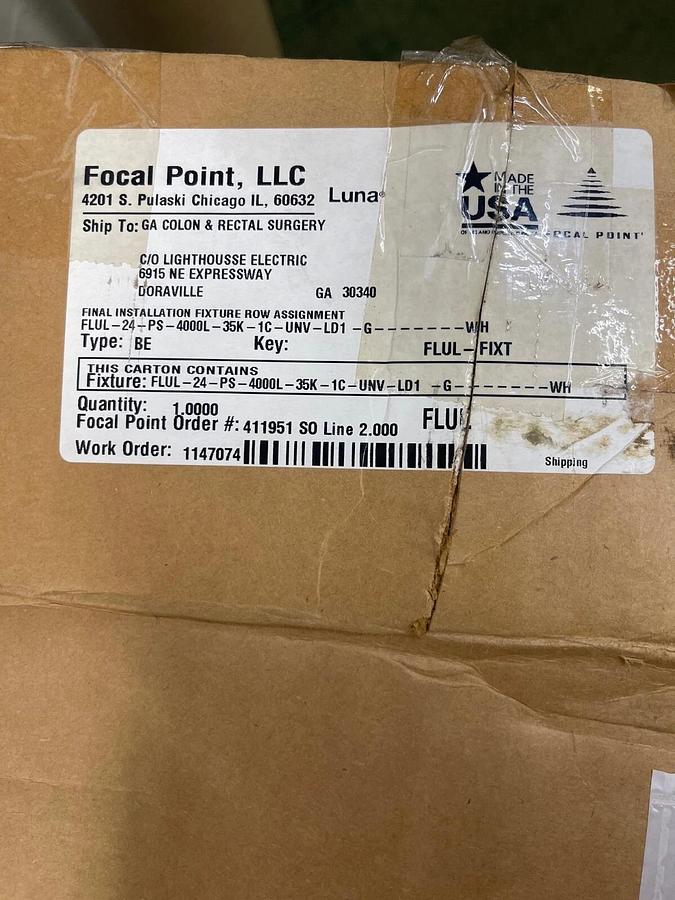 Focal Point, LLC
4201 S. Pulaski Chicago IL, 60632
Luna®
MADE
IN THE
USA
FOCAL POINT®
Ship To: GA COLON & RECTAL SURGERY
C/O LIGHTHOUSSE ELECTRIC
6915 NE EXPRESSWAY
DORAVILLE GA 30340
FINAL INSTALLATION FIXTURE ROW ASSIGNMENT
FLUL-24-PS-4000L-35K-1C-UNV-LD1 -G--------WH
Type: BE Key: FLUL-FIXT
THIS CARTON CONTAINS
Fixture: FLUL-24-PS-4000L-35K-1C-UNV-LD1 -G--------WH
Quantity: 1.0000
Focal Point Order #: 411951 SO Line 2.000 FLUL
Work Order: 1147074
Shipping